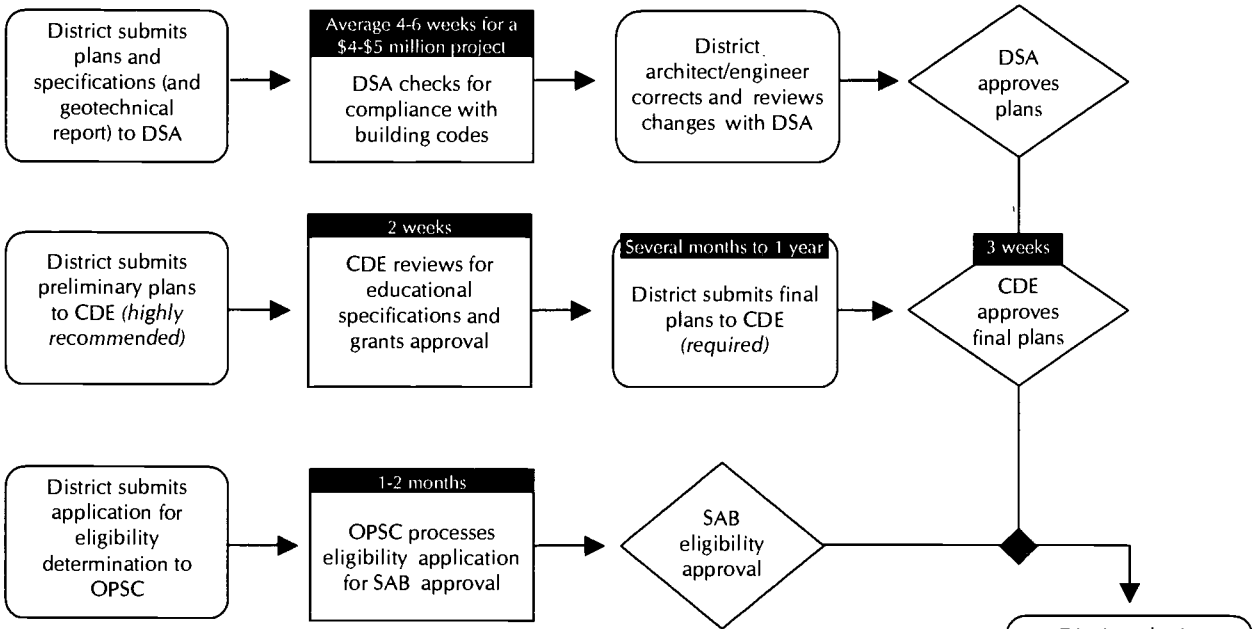 District submits
plans and
specifications (and
geotechnical
report) to DSA
Average 4-6 weeks for a
$4-$5 million project
DSA checks for
compliance with
building codes
District
architect/engineer
corrects and reviews
changes with DSA
DSA
approves
plans
District submits
preliminary plans
to CDE (highly
recommended)
2 weeks
CDE reviews for
educational
specifications and
grants approval
Several months to 1 year
District submits final
plans to CDE
(required)
3 weeks
CDE
approves
final plans
District submits
application for
eligibility
determination to
OPSC
1-2 months
OPSC processes
eligibility application
for SAB approval
SAB
eligibility
approval